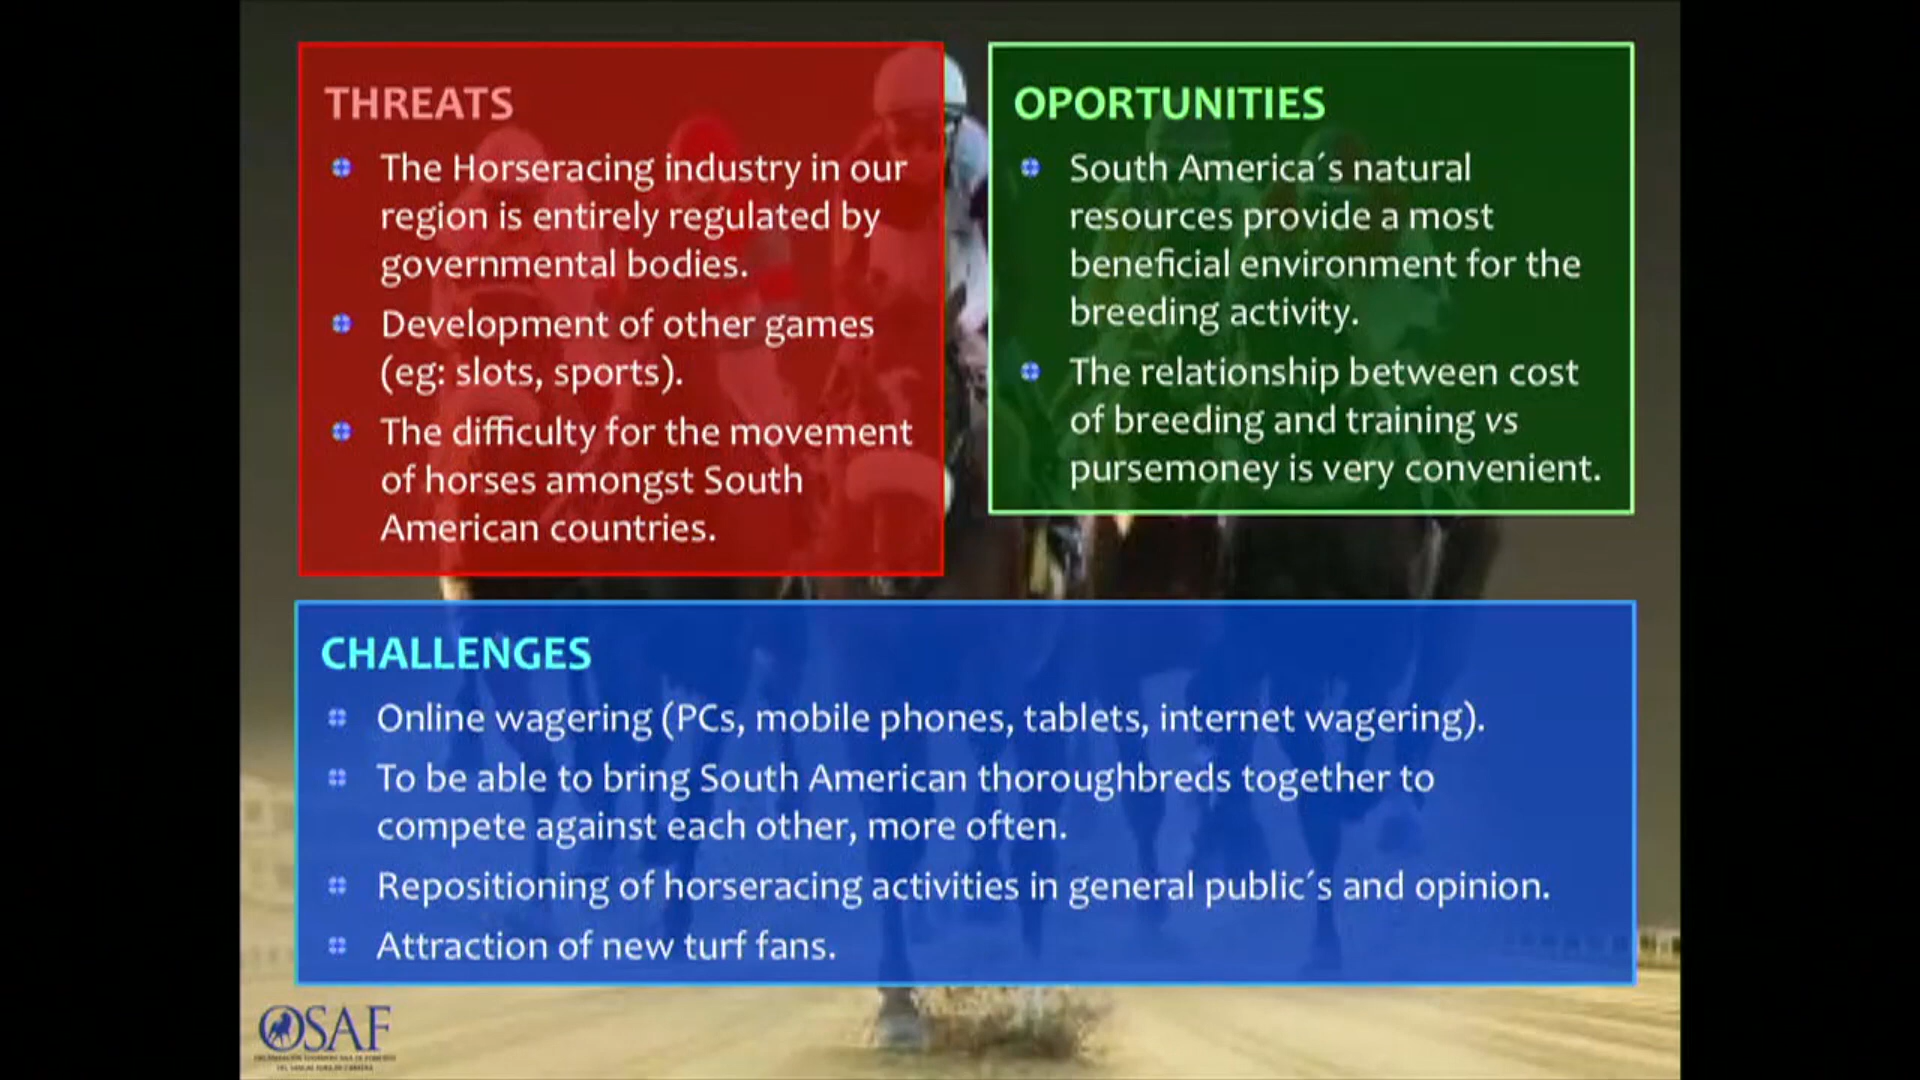 THREATS
The Horseracing industry in our
region is entirely regulated by
governmental bodies.
Development of other games
(eg: slots, sports).
The difficulty for the movement
of horses amongst South
American countries.
OPORTUNITIES
South America´s natural
resources provide a most
beneficial environment for the
breeding activity.
The relationship between cost
of breeding and training vs
pursemoney is very convenient.
CHALLENGES
Online wagering (PCs, mobile phones, tablets, internet wagering).
To be able to bring South American thoroughbreds together to
compete against each other, more often.
Repositioning of horseracing activities in general public´s and opinion.
Attraction of new turf fans.
OSAF